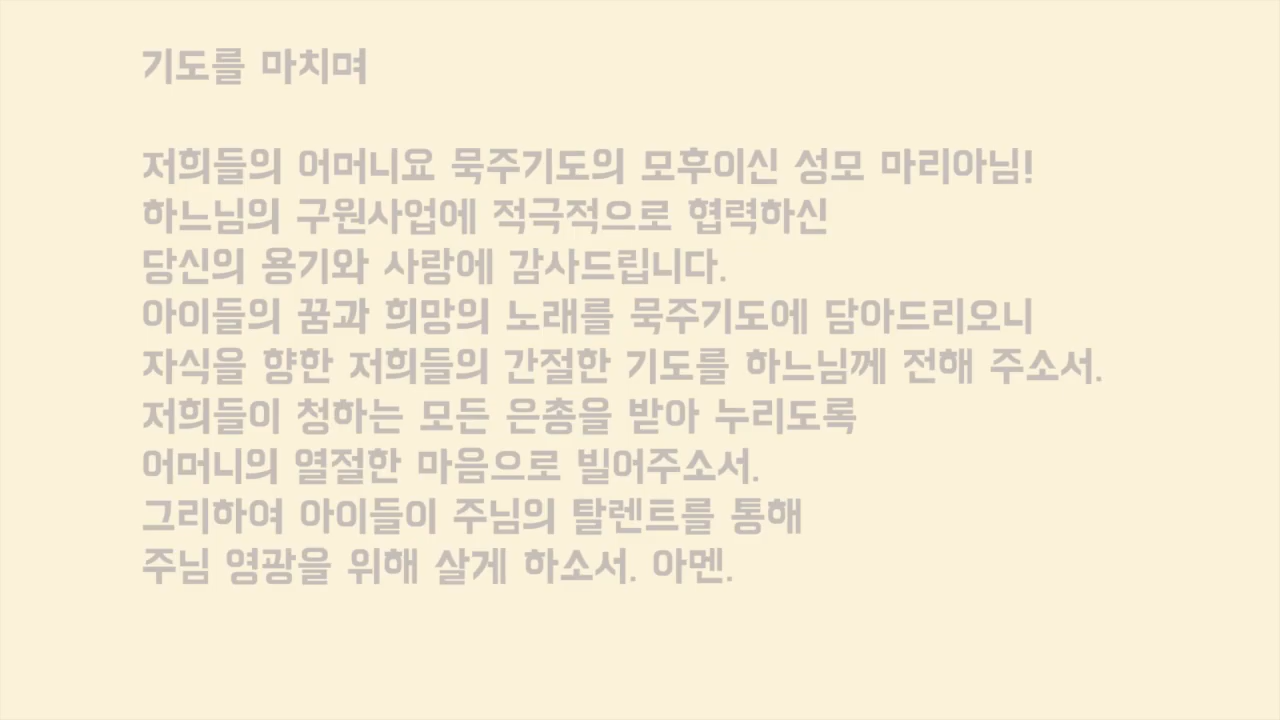 기도를 마치며
저희들의 어머니요 묵주기도의 모후이신 성모 마리아님!
하느님의 구원사업에 적극적으로 협력하신
당신의 용기와 사랑에 감사드립니다.
아이들의 꿈과 희망의 노래를 묵주기도에 담아드리오니
자식을 향한 저희들의 간절한 기도를 하느님께 전해 주소서.
저희들이 청하는 모든 은총을 받아 누리도록
어머니의 열절한 마음으로 빌어주소서.
그리하여 아이들이 주님의 탈렌트를 통해
주님 영광을 위해 살게 하소서. 아멘.